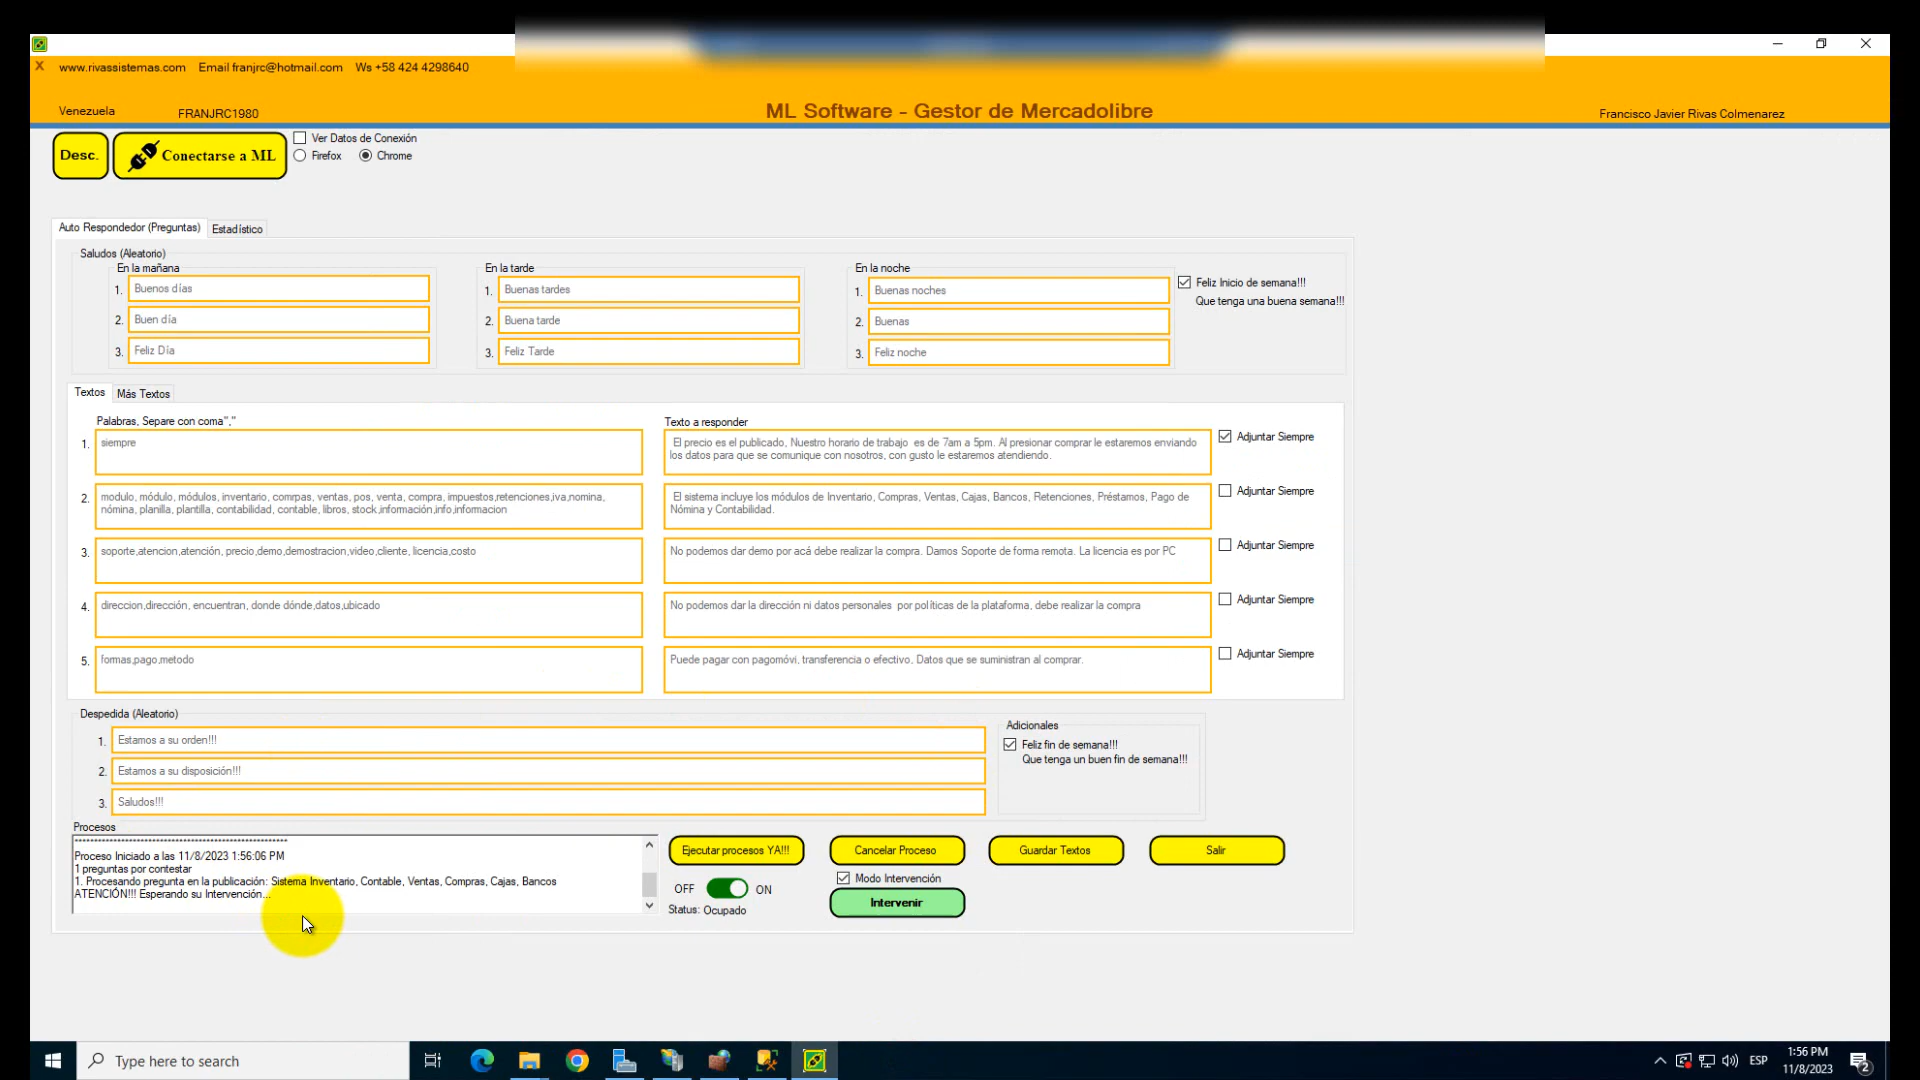 X www.rivassistemas.com Email franjrc@hotmail.com Ws +58 424 4298640
Venezuela FRANJRC1980 ML Software - Gestor de Mercadolibre Francisco Javier Rivas Colmenarez
Desc. Conectarse a ML
Ver Datos de Conexión
Firefox Chrome
Auto Respondedor (Preguntas) Estadístico
Saludos (Aleatorio)
En la mañana En la tarde En la noche
1. Buenos días 1. Buenas tardes 1. Buenas noches
2. Buen día 2. Buena tarde 2. Buenas
3. Feliz Día 3. Feliz Tarde 3. Feliz noche
Feliz Inicio de semana!!!
Que tenga una buena semana!!!
Textos Más Textos
Palabras, Separe con coma"," Texto a responder
1. siempre
El precio es el publicado, Nuestro horario de trabajo es de 7am a 5pm. Al presionar comprar le estaremos enviando
los datos para que se comunique con nosotros, con gusto le estaremos atendiendo.
Adjuntar Siempre
2. modulo, módulo, módulos, inventario, comrpas, ventas, pos, venta, compra, impuestos,retenciones,iva,nomina,
nómina, planilla, plantilla, contabilidad, contable, libros, stock,información,info,informacion
El sistema incluye los módulos de Inventario, Compras, Ventas, Cajas, Bancos, Retenciones, Préstamos, Pago de
Nómina y Contabilidad.
Adjuntar Siempre
3. soporte,atencion,atención, precio,demo,demostracion,video,cliente, licencia,costo
No podemos dar demo por acá debe realizar la compra. Damos Soporte de forma remota. La licencia es por PC
Adjuntar Siempre
4. direccion,dirección, encuentran, donde dónde,datos,ubicado
No podemos dar la dirección ni datos personales por políticas de la plataforma, debe realizar la compra
Adjuntar Siempre
5. formas,pago,metodo
Puede pagar con pagomóvi, transferencia o efectivo, Datos que se suministran al comprar.
Adjuntar Siempre
Despedida (Aleatorio)
1. Estamos a su orden!!!
2. Estamos a su disposición!!!
3. Saludos!!!
Adicionales
Feliz fin de semana!!!
Que tenga un buen fin de semana!!!
Procesos
Proceso Iniciado a las 11/8/2023 1:56:06 PM
1 preguntas por contestar
1. Procesando pregunta en la publicación: Sistema Inventario, Contable, Ventas, Compras, Cajas, Bancos
ATENCIÓN!!! Esperando su Intervención...
Ejecutar procesos YA!!! Cancelar Proceso Guardar Textos Salir
OFF ON
Status: Ocupado
Modo Intervención
Intervenir
Type here to search
ESP
1:56 PM
11/8/2023
2